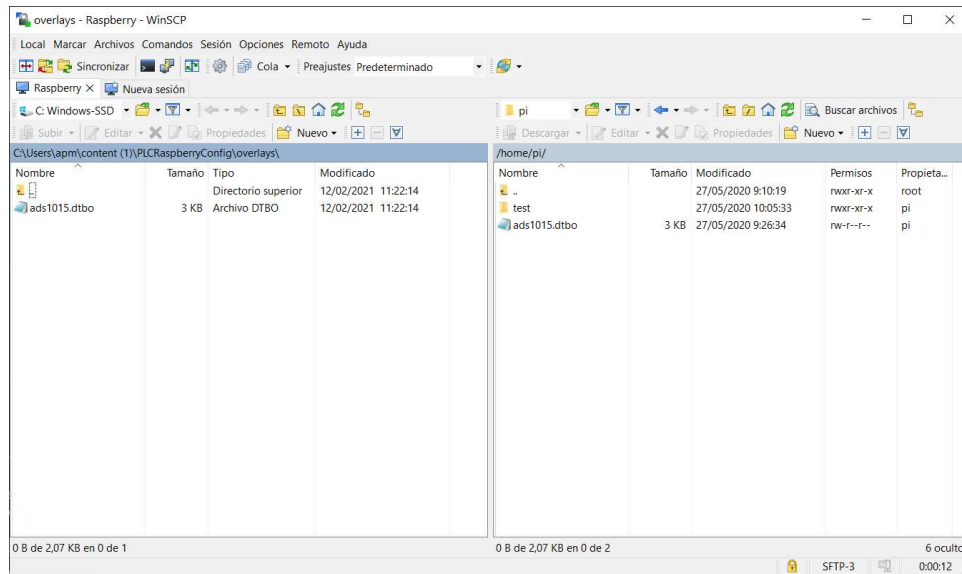 overlays - Raspberry - WinSCP
Local Marcar Archivos Comandos Sesión Opciones Remoto Ayuda
Sincronizar Cola Preajustes Predeterminado
Raspberry Nueva sesión
C: Windows-SSD
Subir Editar Propiedades Nuevo
C:\Users\apm\content (1)\PLCRaspberryConfig\overlays\
Nombre Tamaño Tipo Modificado
.. Directorio superior 12/02/2021 11:22:14
ads1015.dtbo 3 KB Archivo DTBO 12/02/2021 11:22:14
0 B de 2,07 KB en 0 de 1
pi Buscar archivos
Descargar Editar Propiedades Nuevo
/home/pi/
Nombre Tamaño Modificado Permisos Propieta...
.. 27/05/2020 9:10:19 rwxr-xr-x root
test 27/05/2020 10:05:33 rwxr-xr-x pi
ads1015.dtbo 3 KB 27/05/2020 9:26:34 rw-r--r-- pi
0 B de 2,07 KB en 0 de 2 6 oculto
SFTP-3 0:00:12